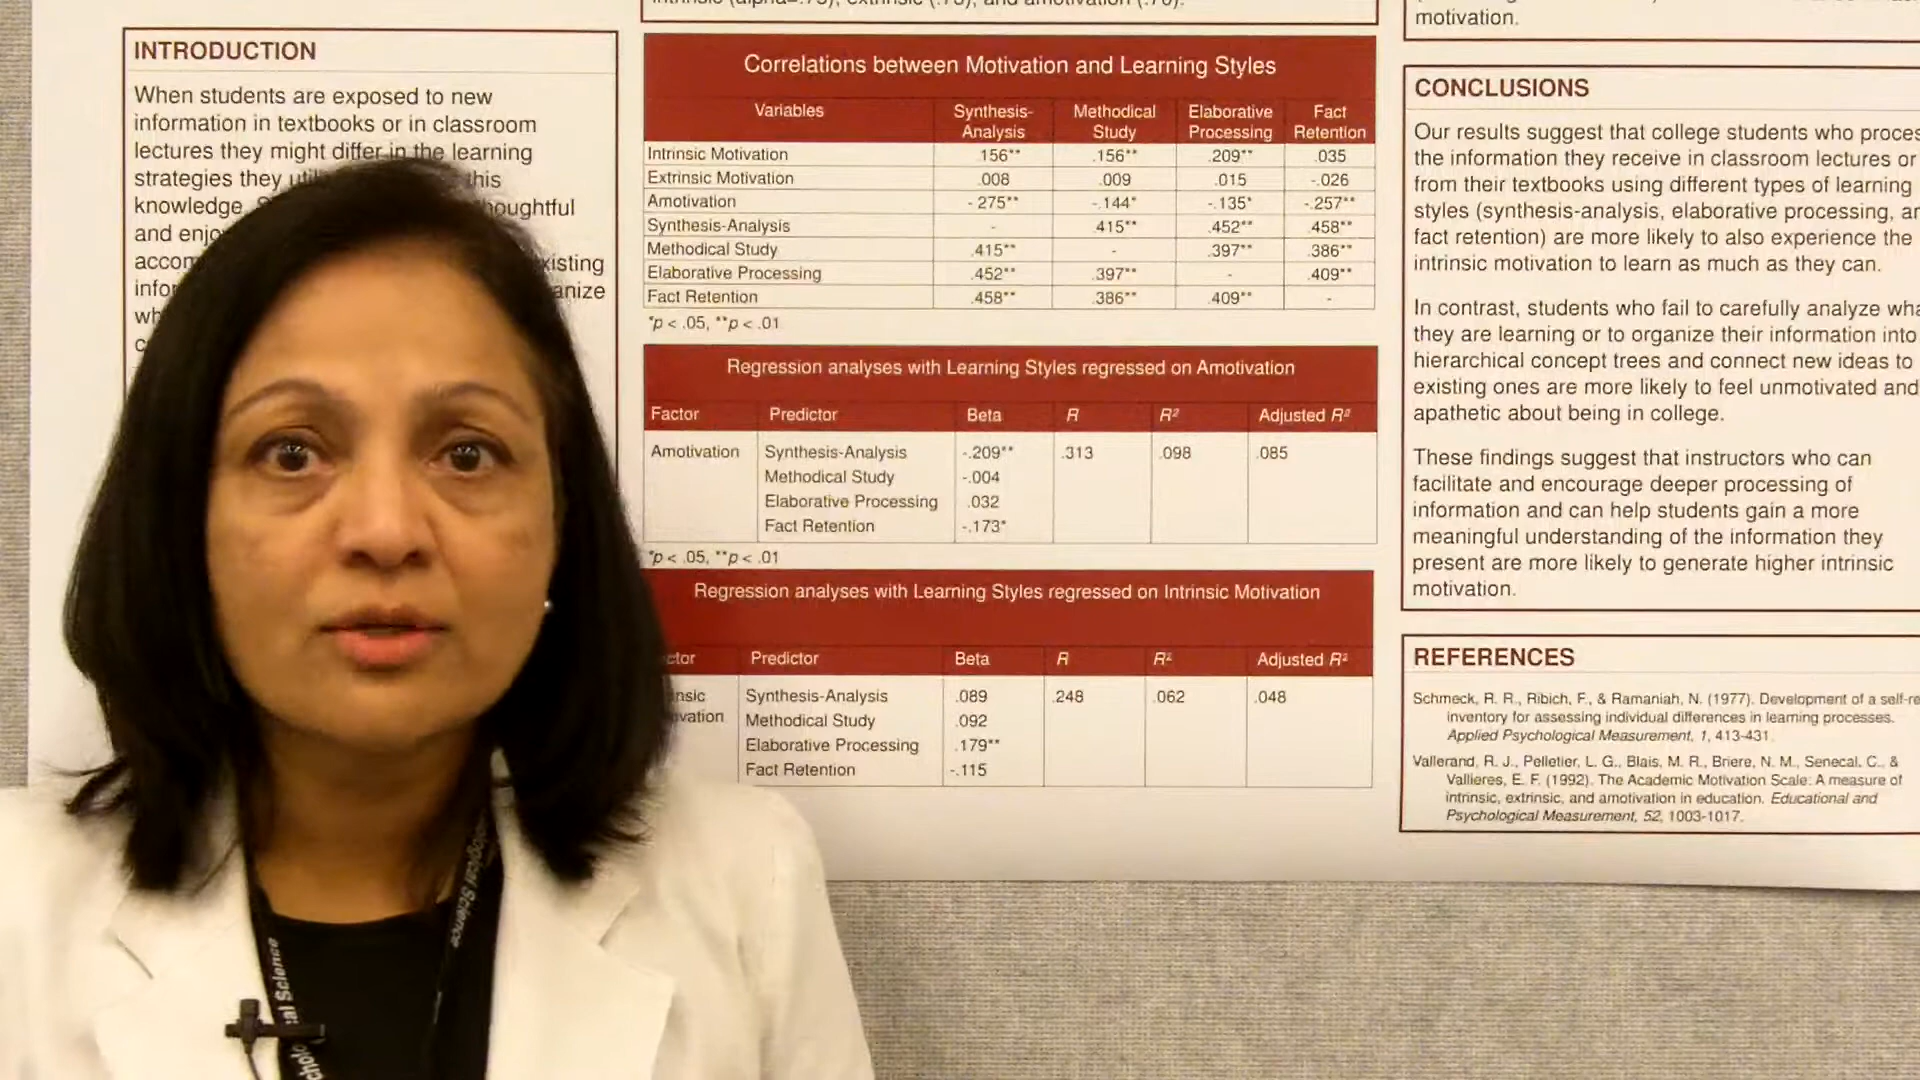 INTRODUCTION
When students are exposed to new
information in textbooks or in classroom
lectures they might differ in the learning
strategies they this
knowledge. thoughtful
and
existing
Correlations between Motivation and Learning Styles
Variables Synthesis-Analysis Methodical Study Elaborative Processing Fact Retention
Intrinsic Motivation .156** .156** .209** .035
Extrinsic Motivation .008 .009 .015 -.026
Amotivation -.275** -.144* -.135* -.257**
Synthesis-Analysis - .415** .452** .458**
Methodical Study .415** - .397** .386**
Elaborative Processing .452** .397** - .409**
Fact Retention .458** .386** .409** -
*p < .05, **p < .01
Regression analyses with Learning Styles regressed on Amotivation
Factor Predictor Beta R R² Adjusted R²
Amotivation Synthesis-Analysis -.209** .313 .098 .085
Methodical Study -.004
Elaborative Processing .032
Fact Retention -.173*
*p < .05, **p < .01
Regression analyses with Learning Styles regressed on Intrinsic Motivation
Predictor Beta R R² Adjusted R²
Synthesis-Analysis .089 .248 .062 .048
Methodical Study .092
Elaborative Processing .179**
Fact Retention -.115
motivation.
CONCLUSIONS
Our results suggest that college students who
the information they receive in classroom lectures or
from their textbooks using different types of learning
styles (synthesis-analysis, elaborative processing,
fact retention) are more likely to also experience the
intrinsic motivation to learn as much as they can.
In contrast, students who fail to carefully analyze
they are learning or to organize their information into
hierarchical concept trees and connect new ideas to
existing ones are more likely to feel unmotivated and
apathetic about being in college.
These findings suggest that instructors who can
facilitate and encourage deeper processing of
information and can help students gain a more
meaningful understanding of the information they
present are more likely to generate higher intrinsic
motivation.
REFERENCES
Schmeck, R. R., Ribich, F., & Ramaniah, N. (1977). Development of a
inventory for assessing individual differences in learning processes.
Applied Psychological Measurement, 1, 413-431.
Vallerand, R. J., Pelletier, L. G., Blais, M. R., Briere, N. M., Senecal, C., &
Vallieres, E. F. (1992). The Academic Motivation Scale: A measure of
intrinsic, extrinsic, and amotivation in education. Educational and
Psychological Measurement, 52, 1003-1017.
Science
Science